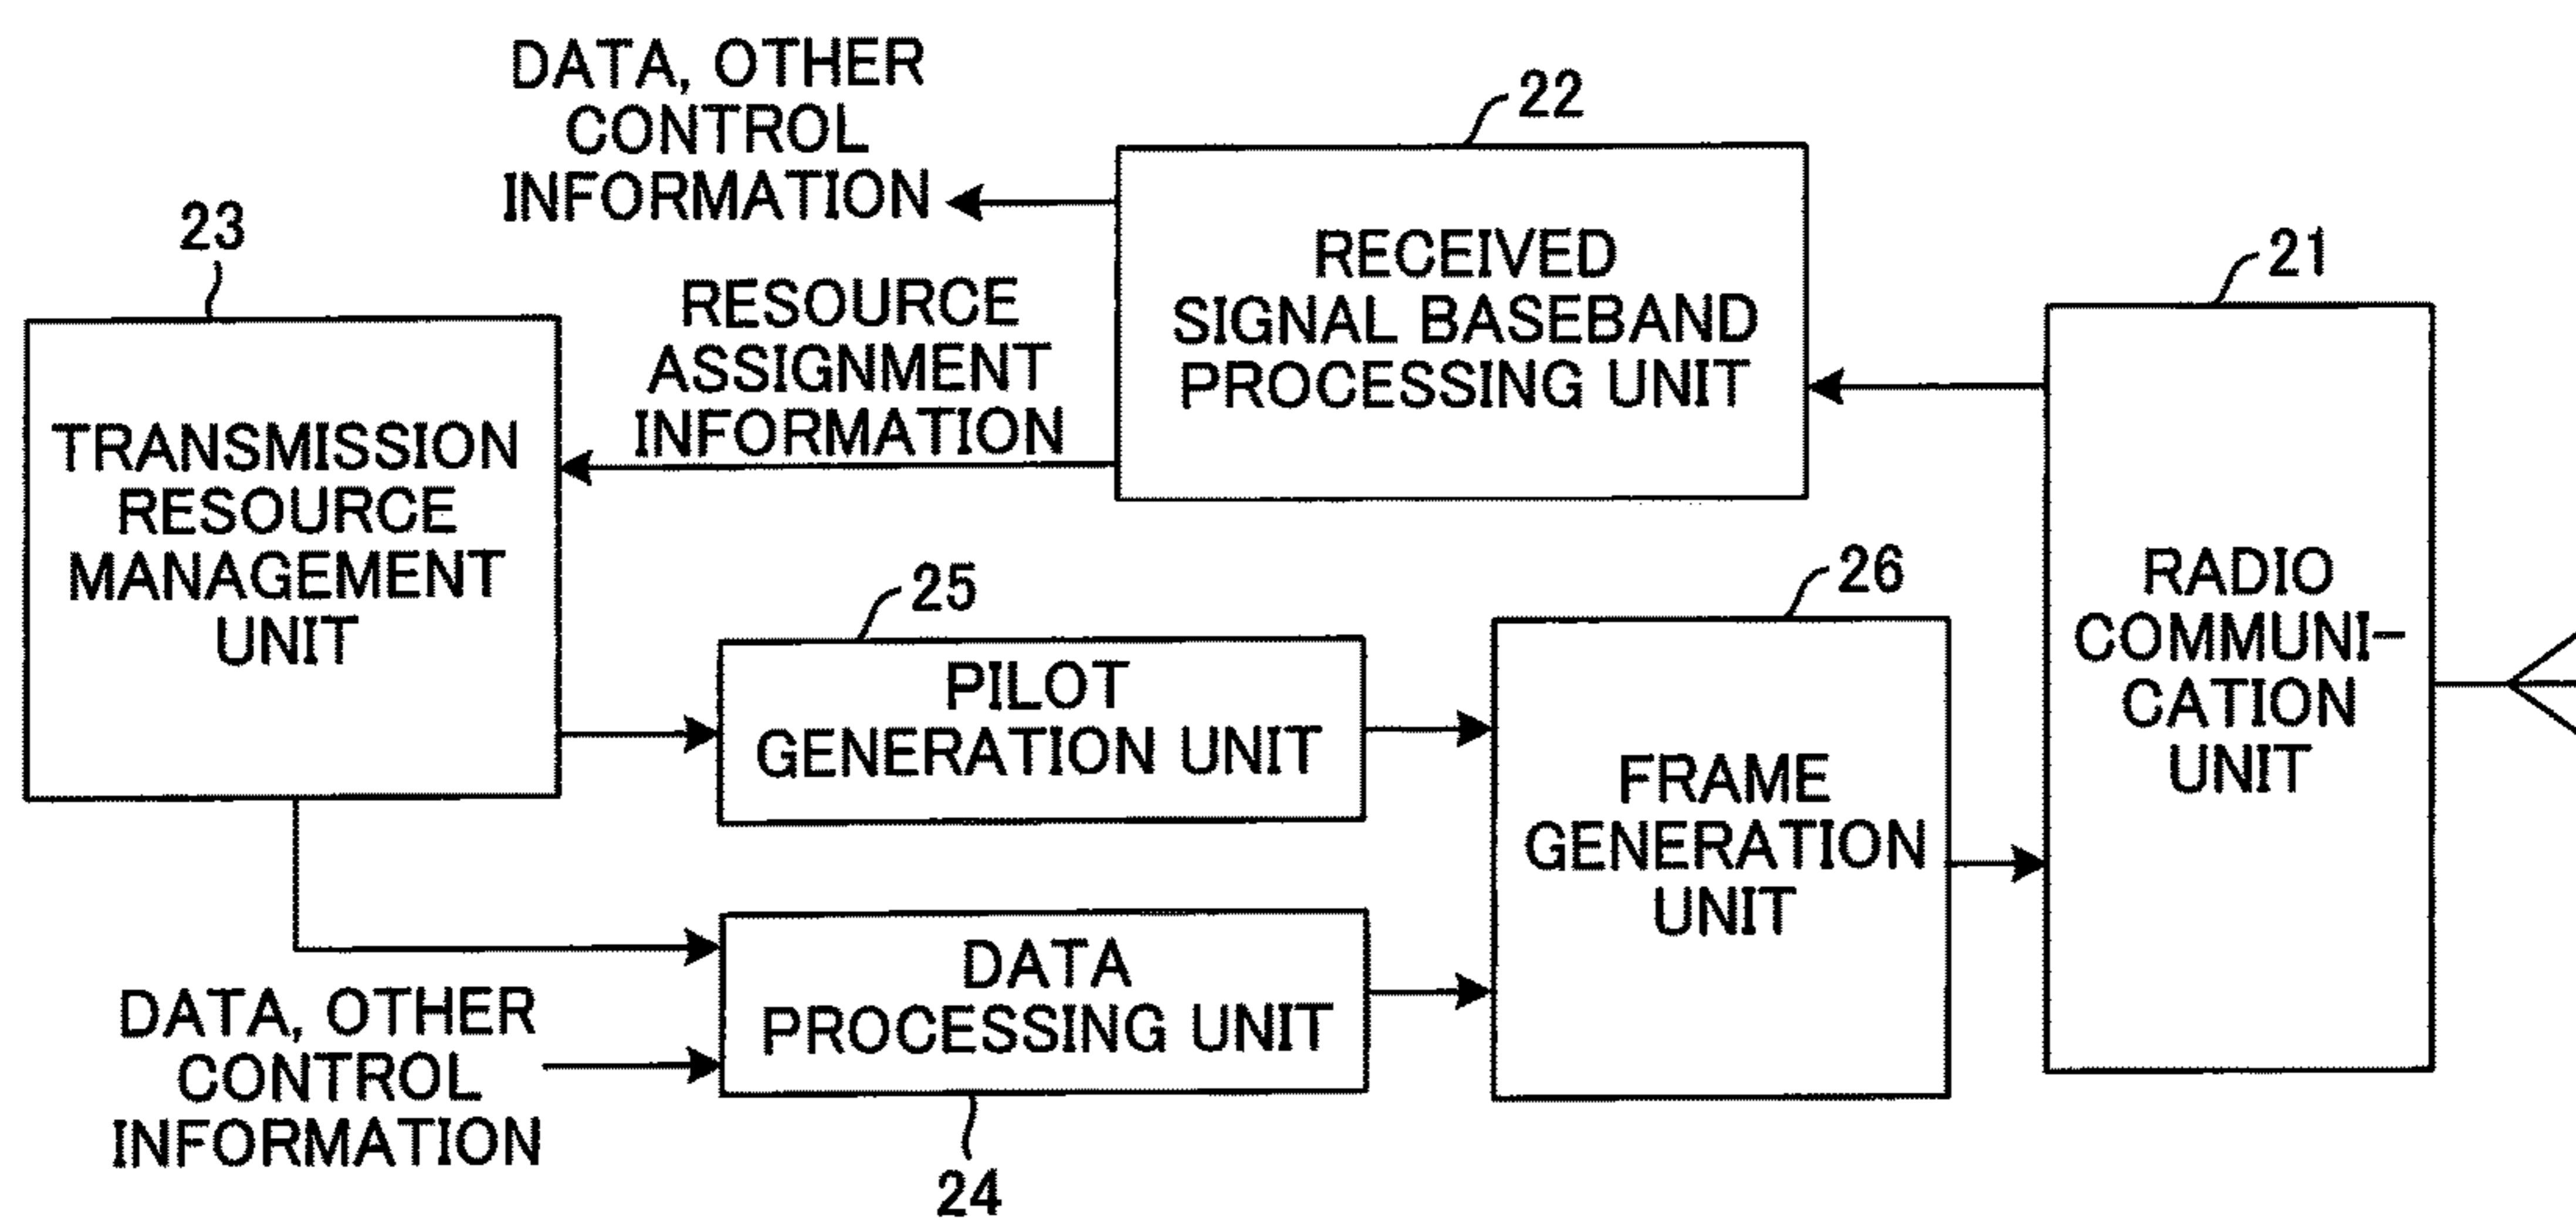 DATA, OTHER
CONTROL
INFORMATION
22
23
RECEIVED
SIGNAL BASEBAND
PROCESSING UNIT
21
RESOURCE
ASSIGNMENT
INFORMATION
TRANSMISSION
RESOURCE
MANAGEMENT
UNIT
25
PILOT
GENERATION UNIT
26
FRAME
GENERATION
UNIT
RADIO
COMMUNI-
CATION
UNIT
DATA
PROCESSING UNIT
24
DATA, OTHER
CONTROL
INFORMATION